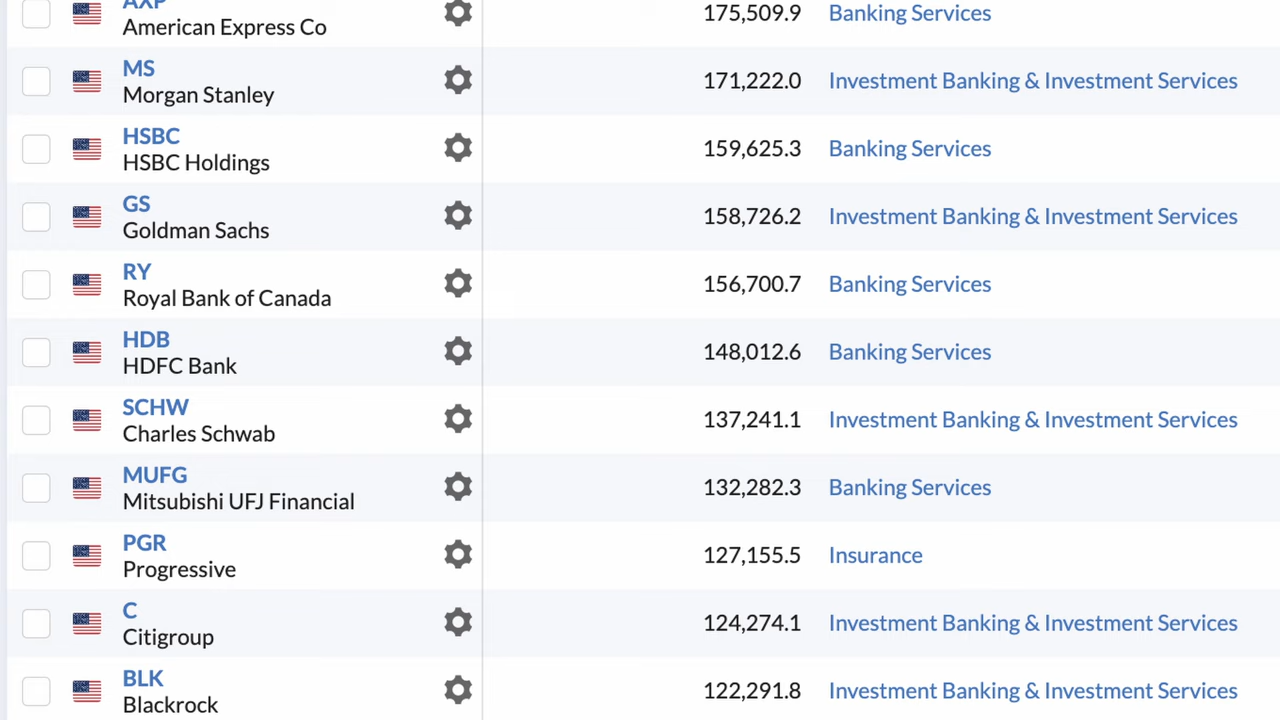 AXP
American Express Co
175,509.9 Banking Services
MS
Morgan Stanley
171,222.0 Investment Banking & Investment Services
HSBC
HSBC Holdings
159,625.3 Banking Services
GS
Goldman Sachs
158,726.2 Investment Banking & Investment Services
RY
Royal Bank of Canada
156,700.7 Banking Services
HDB
HDFC Bank
148,012.6 Banking Services
SCHW
Charles Schwab
137,241.1 Investment Banking & Investment Services
MUFG
Mitsubishi UFJ Financial
132,282.3 Banking Services
PGR
Progressive
127,155.5 Insurance
C
Citigroup
124,274.1 Investment Banking & Investment Services
BLK
Blackrock
122,291.8 Investment Banking & Investment Services